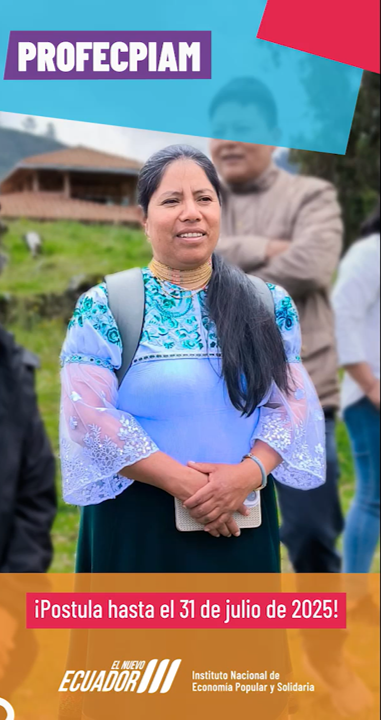 PROFECPIAM
¡Postula hasta el 31 de julio de 2025!
EL NUEVO
ECUADOR
Instituto Nacional de
Economía Popular y Solidaria